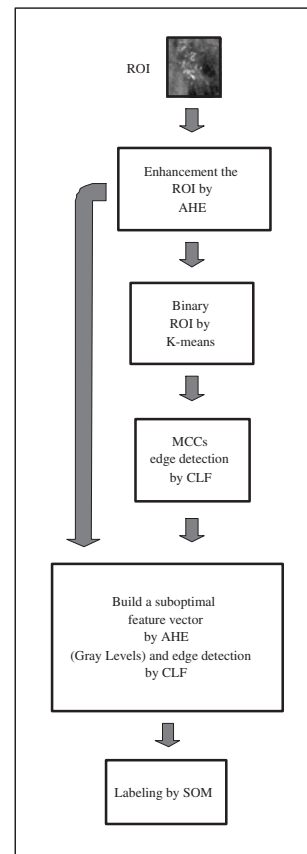 ROI
Enhancement the
ROI by
AHE
Binary
ROI by
K-means
MCCs
edge detection
by CLF
Build a suboptimal
feature vector
by AHE
(Gray Levels) and edge detection
by CLF
Labeling by SOM